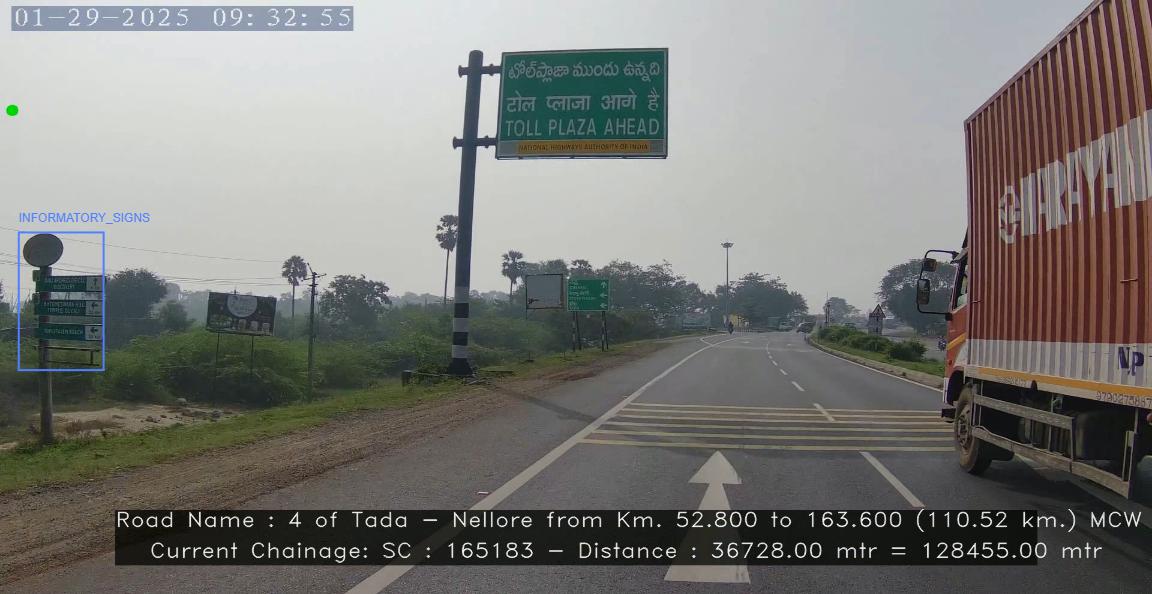 01-29-2025 09:32:55
టోల్‌ప్లాజా ముందు ఉన్నది
टोल प्लाजा आगे है
TOLL PLAZA AHEAD
NATIONAL HIGHWAYS AUTHORITY OF INDIA
INFORMATORY_SIGNS
NP
Road Name : 4 of Tada - Nellore from Km. 52.800 to 163.600 (110.52 km.) MCW
Current Chainage: SC : 165183 - Distance : 36728.00 mtr = 128455.00 mtr